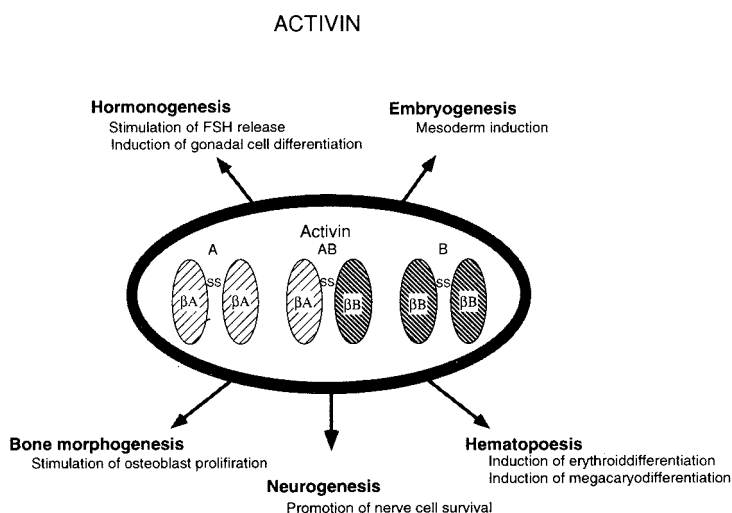 ACTIVIN
Hormonogenesis
Stimulation of FSH release
Induction of gonadal cell differentiation
Embryogenesis
Mesoderm induction
Activin
A AB B
ss ss ss
βA βA βA βB βB βB
Bone morphogenesis
Stimulation of osteoblast prolifiration
Neurogenesis
Promotion of nerve cell survival
Hematopoesis
Induction of erythroiddifferentiation
Induction of megacaryodifferentiation